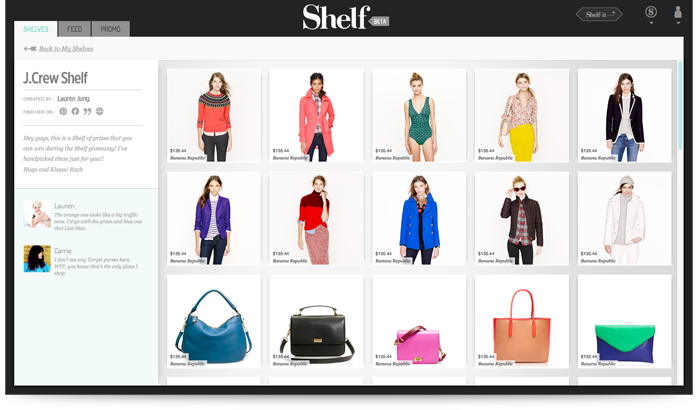 Shelf
BETA
Shelf it
8
SHELVES
FEED
PROMO
Back to My Shelves
J.Crew Shelf
CREATED BY : Lauren Jung
FIND HER ON :
Hey guys, this is a Shelf of prizes that you
can win during the Shelf giveaway! I've
handpicked these just for you!!!
Hugs and Kisses! Rach
Lauren
The orange one looks like a big traffic
cone. I'd go with the green and blue one
that Lisa likes.
Carrie
I don't see any Target purses here.
WTF, you know that's the only place I
shop.
$135.44
Banana Republic
$135.44
Banana Republic
$135.44
Banana Republic
$135.44
Banana Republic
$135.44
Banana Republic
$135.44
Banana Republic
$135.44
Banana Republic
$135.44
Banana Republic
$135.44
Banana Republic
$135.44
Banana Republic
$135.44
Banana Republic
$135.44
Banana Republic
$135.44
Banana Republic
$135.44
Banana Republic
$135.44
Banana Republic